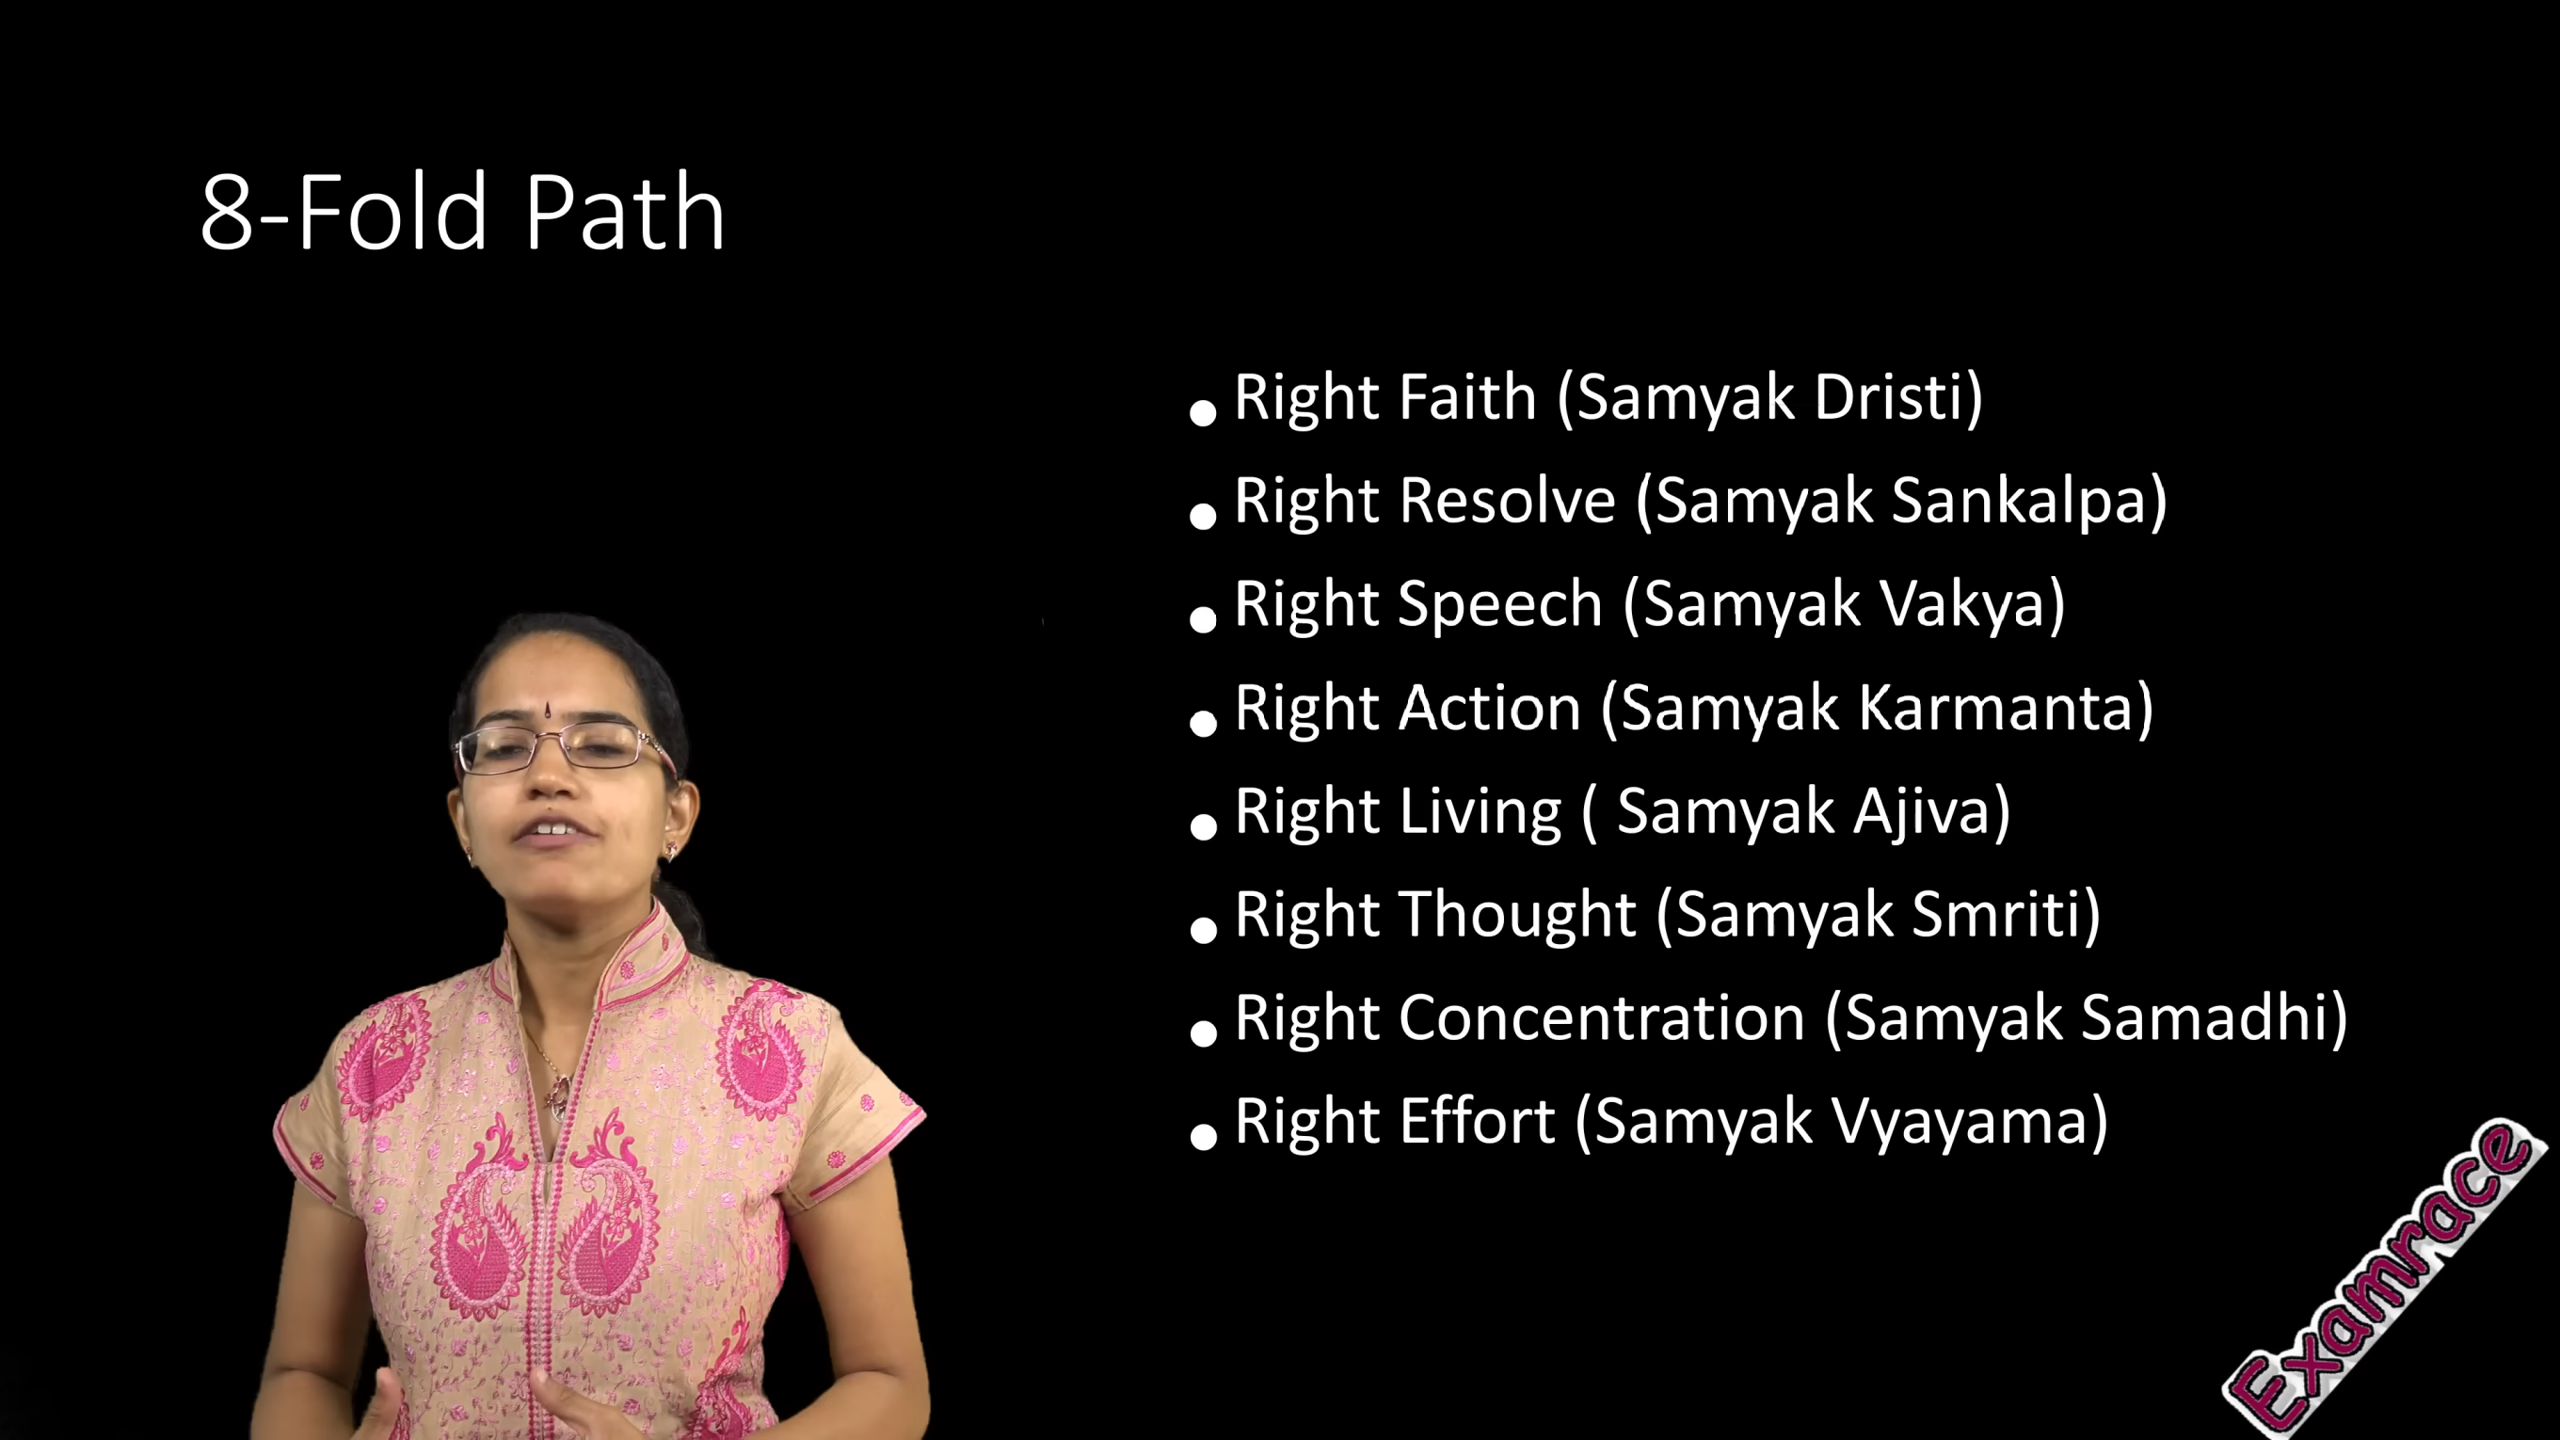 8-Fold Path
• Right Faith (Samyak Dristi)
• Right Resolve (Samyak Sankalpa)
• Right Speech (Samyak Vakya)
• Right Action (Samyak Karmanta)
• Right Living ( Samyak Ajiva)
• Right Thought (Samyak Smriti)
• Right Concentration (Samyak Samadhi)
• Right Effort (Samyak Vyayama)
Examrace